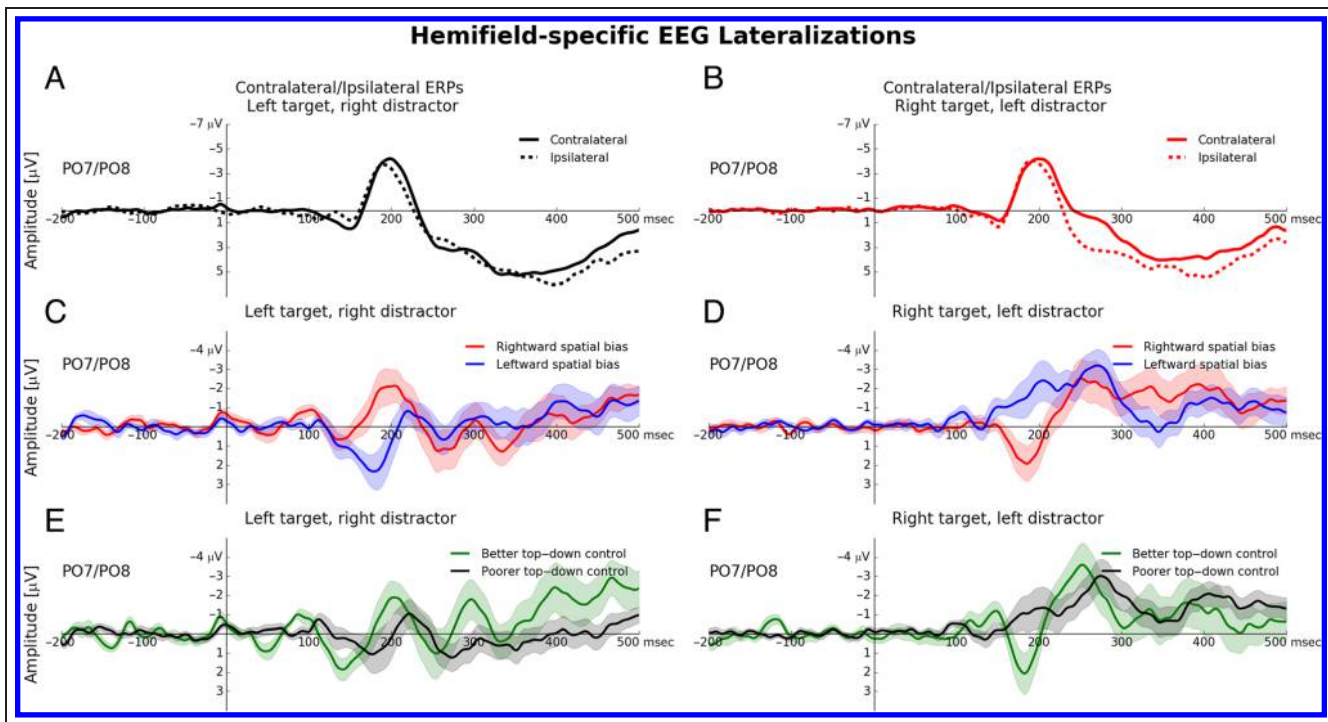 Hemifield-specific EEG Lateralizations
A
Contralateral/Ipsilateral ERPs
Left target, right distractor
–7 µV
–5
–3
–1
1
3
5
Amplitude [µV]
PO7/PO8
Contralateral
Ipsilateral
–200
–100
100
200
300
400
500 msec
B
Contralateral/Ipsilateral ERPs
Right target, left distractor
–7 µV
–5
–3
–1
1
3
5
PO7/PO8
Contralateral
Ipsilateral
–200
–100
100
200
300
400
500 msec
C
Left target, right distractor
–4 µV
–3
–2
–1
1
2
3
Amplitude [µV]
PO7/PO8
Rightward spatial bias
Leftward spatial bias
–200
–100
100
200
300
400
500 msec
D
Right target, left distractor
–4 µV
–3
–2
–1
1
2
3
PO7/PO8
Rightward spatial bias
Leftward spatial bias
–200
–100
100
200
300
400
500 msec
E
Left target, right distractor
–4 µV
–3
–2
–1
1
2
3
Amplitude [µV]
PO7/PO8
Better top–down control
Poorer top–down control
–200
–100
100
200
300
400
500 msec
F
Right target, left distractor
–4 µV
–3
–2
–1
1
2
3
PO7/PO8
Better top–down control
Poorer top–down control
–200
–100
100
200
300
400
500 msec